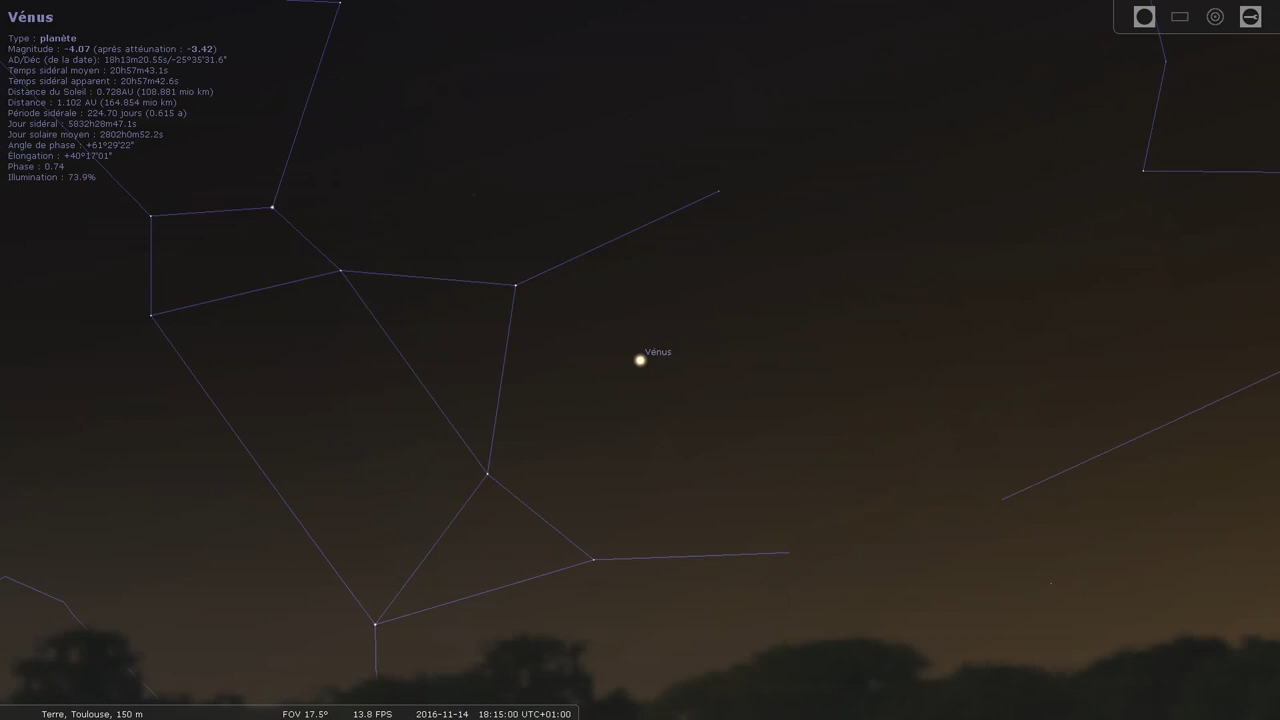 Vénus
Type : planète
Magnitude : -4.07 (après atténuation : -3.42)
AD/Déc (de la date): 18h13m20.55s/-25°35'31.6"
Temps sidéral moyen : 20h57m43.1s
Temps sidéral apparent : 20h57m42.6s
Distance du Soleil : 0.728AU (108.881 mio km)
Distance : 1.102 AU (164.854 mio km)
Période sidérale : 224.70 jours (0.615 a)
Jour sidéral : 5832h28m47.1s
Jour solaire moyen : 2802h0m52.2s
Angle de phase : +61°29'22"
Élongation : +40°17'01"
Phase : 0.74
Illumination : 73.9%
Vénus
Terre, Toulouse, 150 m FOV 17.5° 13.8 FPS 2016-11-14 18:15:00 UTC+01:00